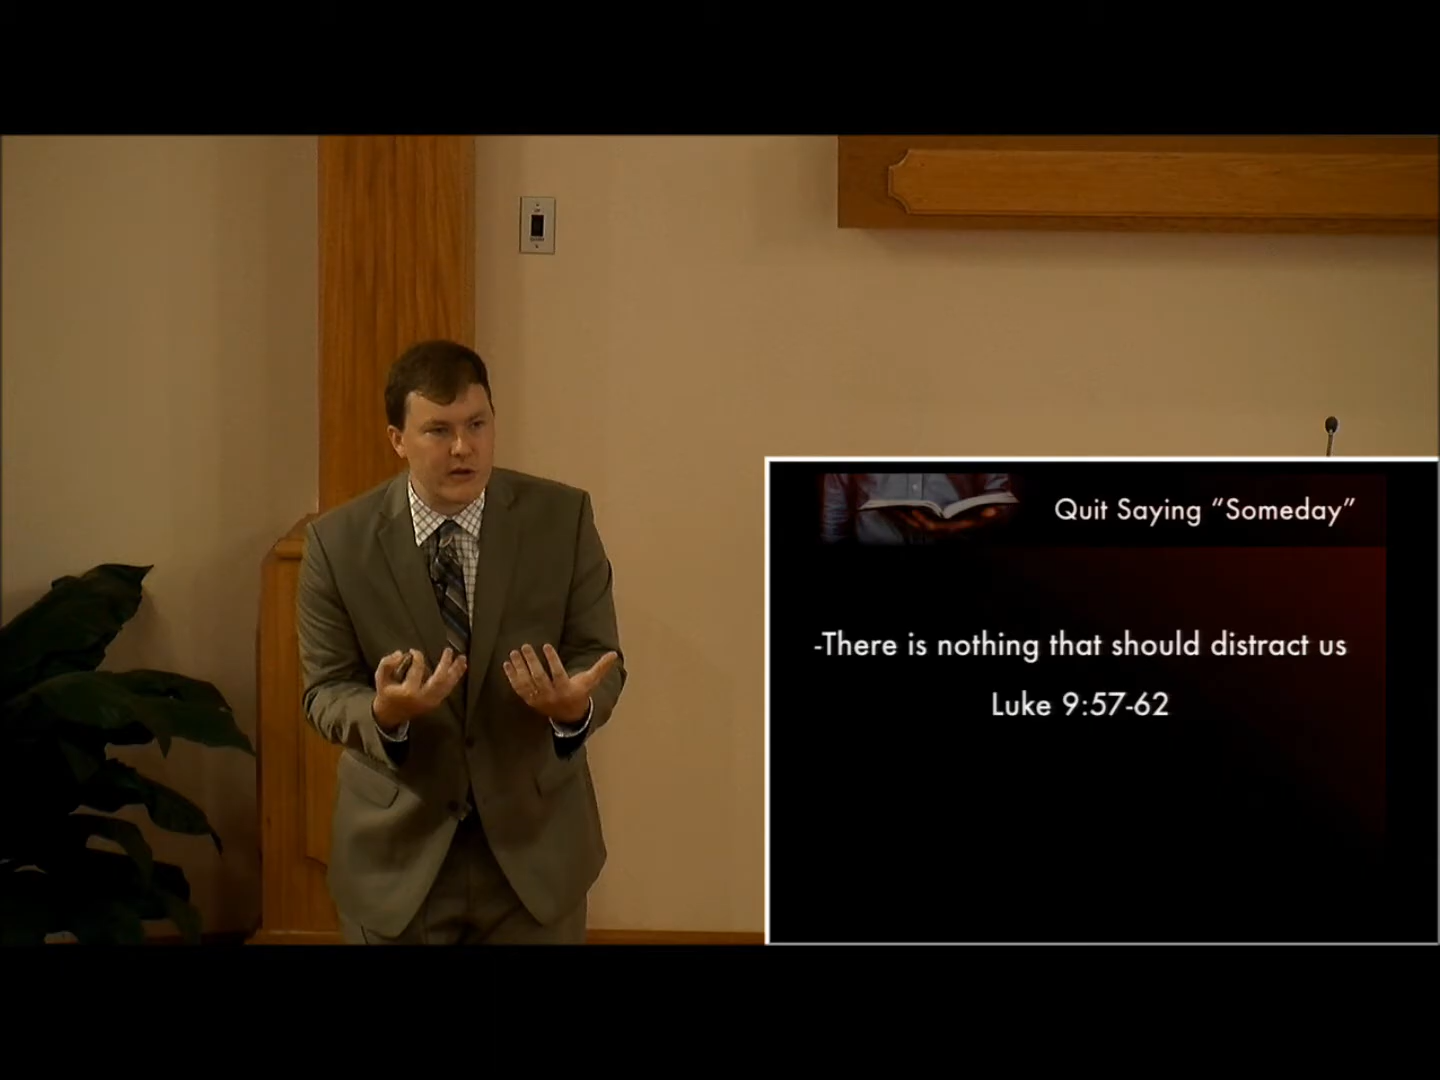 Quit Saying “Someday”
-There is nothing that should distract us
Luke 9:57-62